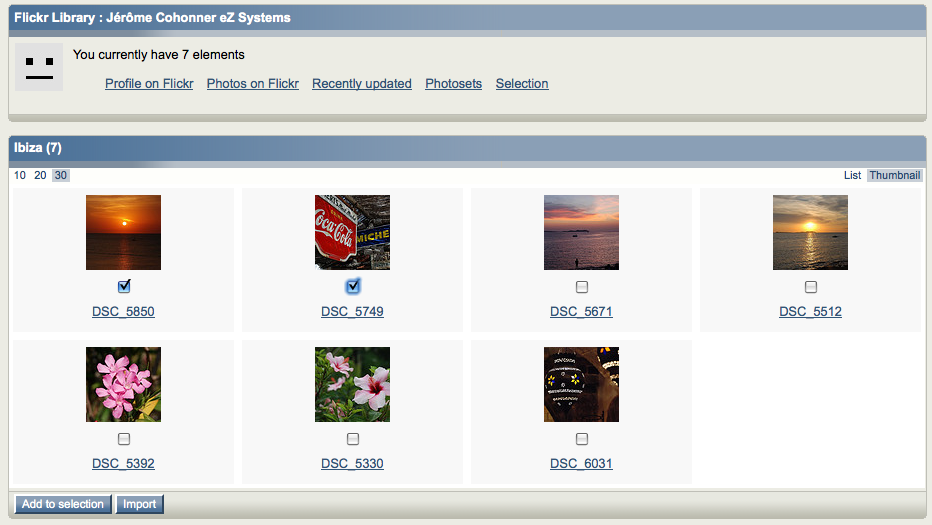 Flickr Library : Jérôme Cohonner eZ Systems
You currently have 7 elements
Profile on Flickr Photos on Flickr Recently updated Photosets Selection
Ibiza (7)
10 20 30 List Thumbnail
DRINK
Coca-Cola
MICHE
DSC_5850 DSC_5749 DSC_5671 DSC_5512
DSC_5392 DSC_5330 DSC_6031
Add to selection Import